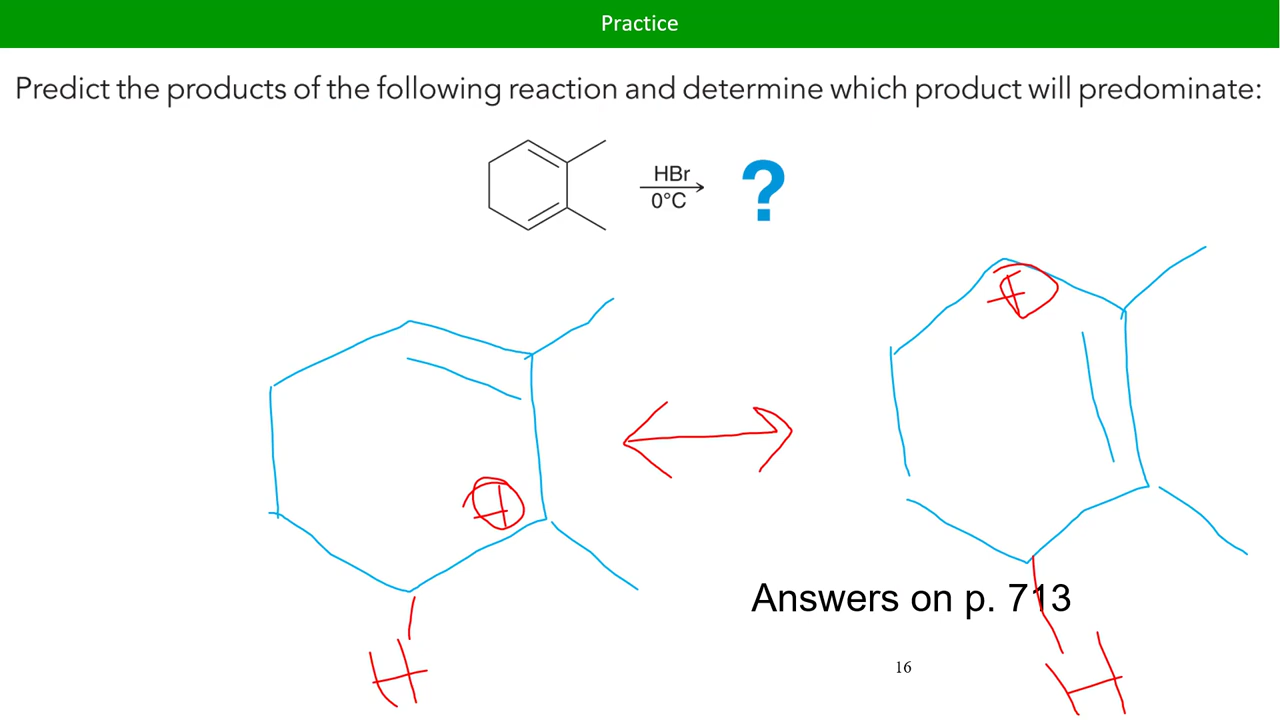 Practice
Predict the products of the following reaction and determine which product will predominate:
HBr
0°C
?
+
+
Answers on p. 713
16
H
H